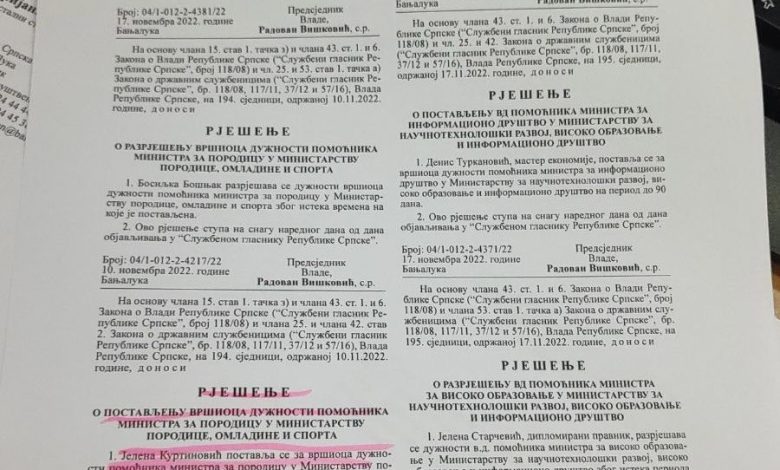 Број: 04/1-012-2-4381/22 Предсједник
17. новембра 2022. године Владе,
Бањалука Радован Вишковић, с.р.
На основу члана 15. став 1. тачка з) и члана 43. ст. 1. и 6.
Закона о Влади Републике Српске (“Службени гласник Ре-
публике Српске”, број 118/08) и чл. 25. и 53. став 1. тачка а)
Закона о државним службеницима (“Службени гласник Ре-
публике Српске”, бр. 118/08, 117/11, 37/12 и 57/16), Влада
Републике Српске, на 194. сједници, одржаној 10.11.2022.
године, д о н о с и
Р Ј Е Ш Е Њ Е
О РАЗРЈЕШЕЊУ ВРШИОЦА ДУЖНОСТИ ПОМОЋНИКА
МИНИСТРА ЗА ПОРОДИЦУ У МИНИСТАРСТВУ
ПОРОДИЦЕ, ОМЛАДИНЕ И СПОРТА
1. Босиљка Бошњак разрјешава се дужности вршиоца
дужности помоћника министра за породицу у Министар-
ству породице, омладине и спорта због истека времена на
које је постављена.
2. Ово рјешење ступа на снагу наредног дана од дана
објављивања у “Службеном гласнику Републике Српске”.
Број: 04/1-012-2-4217/22 Предсједник
10. новембра 2022. године Владе,
Бањалука Радован Вишковић, с.р.
На основу члана 15. став 1. тачка з) и члана 43. ст. 1. и 6.
Закона о Влади Републике Српске (“Службени гласник Ре-
публике Српске”, број 118/08) и члана 25. и члана 42. став
2. Закона о државним службеницима (“Службени гласник
Републике Српске”, бр. 118/08, 117/11, 37/12 и 57/16), Влада
Републике Српске, на 194. сједници, одржаној 10.11.2022.
године, д о н о с и
Р Ј Е Ш Е Њ Е
О ПОСТАВЉЕЊУ ВРШИОЦА ДУЖНОСТИ ПОМОЋНИКА
МИНИСТРА ЗА ПОРОДИЦУ У МИНИСТАРСТВУ
ПОРОДИЦЕ, ОМЛАДИНЕ И СПОРТА
1. Јелена Куртиновић поставља се за вршиоца дужно-
сти помоћника министра за породицу у Министарству по-
На основу члана 43. ст. 1. и 6. Закона о Влади Репу-
блике Српске (“Службени гласник Републике Српске”, број
118/08) и чл. 25. и 42. Закона о државним службеницима
(“Службени гласник Републике Српске”, бр. 118/08, 117/11,
37/12 и 57/16), Влада Републике Српске, на 195. сједници,
одржаној 17.11.2022. године, д о н о с и
Р Ј Е Ш Е Њ Е
О ПОСТАВЉЕЊУ ВД ПОМОЋНИКА МИНИСТРА ЗА
ИНФОРМАЦИОНО ДРУШТВО У МИНИСТАРСТВУ ЗА
НАУЧНОТЕХНОЛОШКИ РАЗВОЈ, ВИСОКО ОБРАЗОВАЊЕ
И ИНФОРМАЦИОНО ДРУШТВО
1. Денис Туркановић, мастер економије, поставља се за
вршиоца дужности помоћника министра за информационо
друштво у Министарству за научнотехнолошки развој, ви-
соко образовање и информационо друштво на период до 90
дана.
2. Ово рјешење ступа на снагу наредног дана од дана
објављивања у “Службеном гласнику Републике Српске”.
Број: 04/1-012-2-4371/22 Предсједник
17. новембра 2022. године Владе,
Бањалука Радован Вишковић, с.р.
На основу члана 43. ст. 1. и 6. Закона о Влади Репу-
блике Српске (“Службени гласник Републике Српске”, број
118/08) и члана 53. став 1. тачка а) Закона о државним слу-
жбеницима (“Службени гласник Републике Српске”, бр.
118/08, 117/11, 37/12 и 57/16), Влада Републике Српске, на
195. сједници, одржаној 17.11.2022. године, д о н о с и
Р Ј Е Ш Е Њ Е
О РАЗРЈЕШЕЊУ ВД ПОМОЋНИКА МИНИСТРА
ЗА ВИСОКО ОБРАЗОВАЊЕ У МИНИСТАРСТВУ ЗА
НАУЧНОТЕХНОЛОШКИ РАЗВОЈ, ВИСОКО ОБРАЗОВАЊЕ
И ИНФОРМАЦИОНО ДРУШТВО
1. Јелена Старчевић, дипломирани правник, разрјешава
се дужности в.д. помоћника министра за високо образова-
ње у Министарству за научнотехнолошки развој, високо